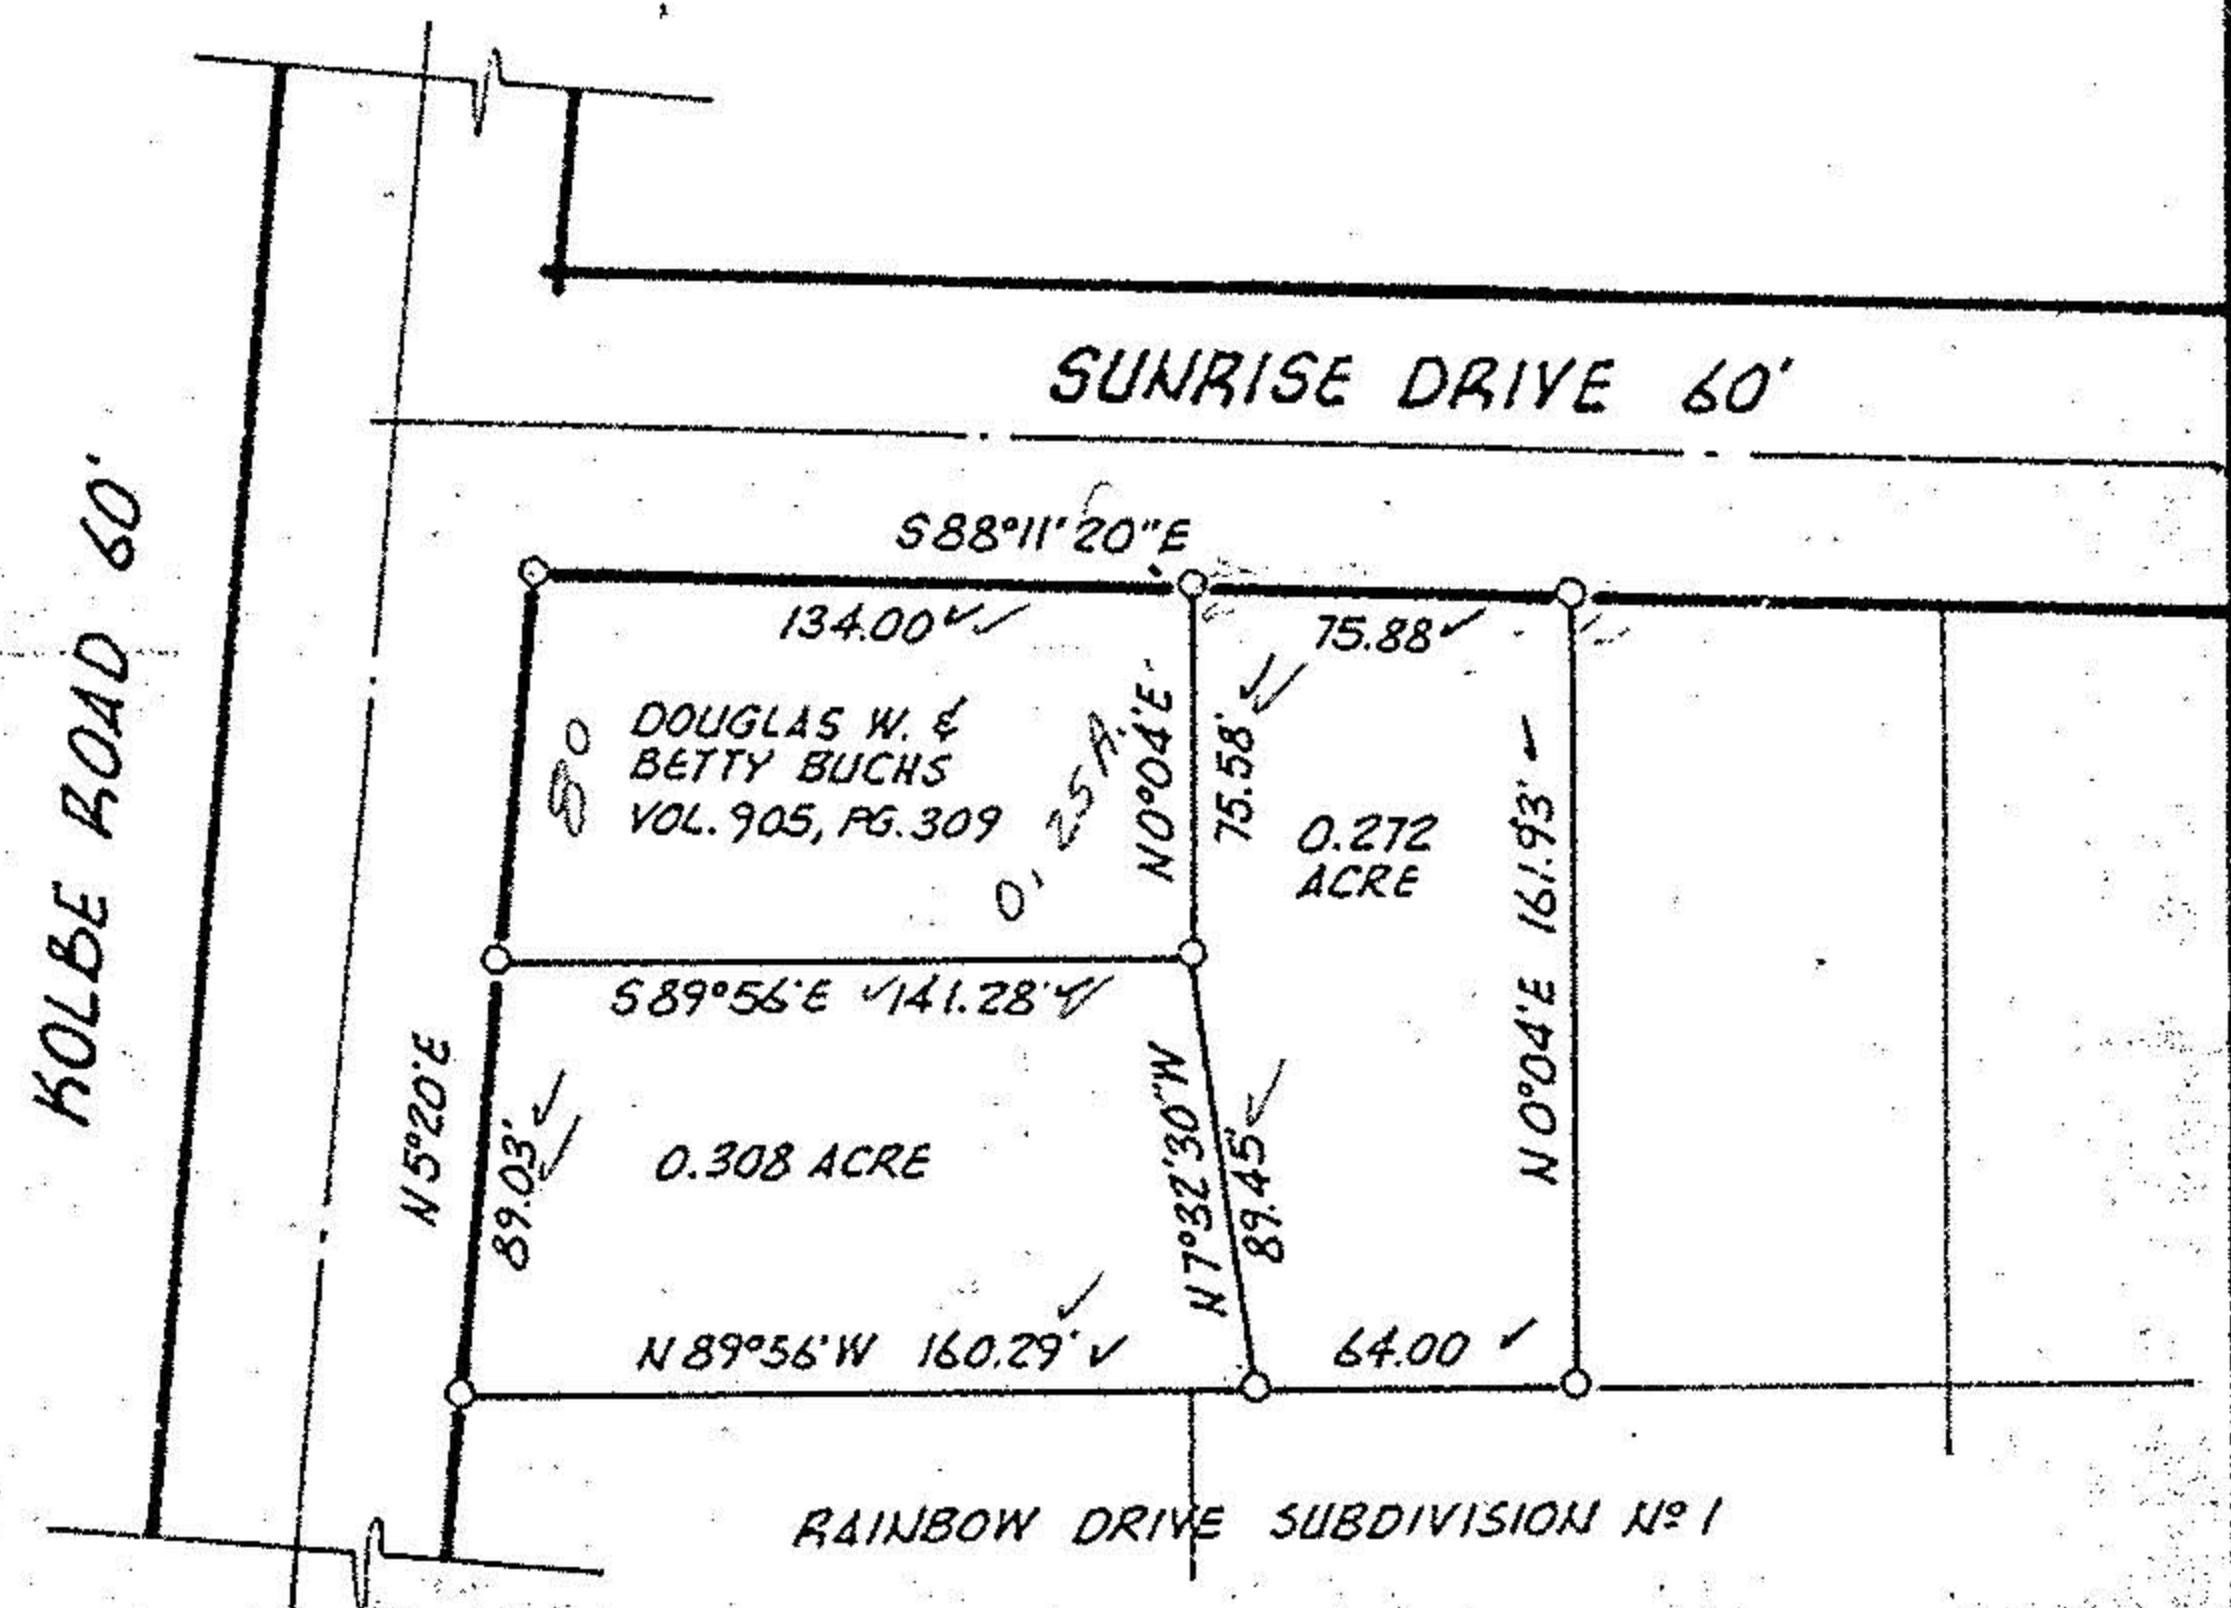 SUNRISE DRIVE 60'
KOLBE ROAD 60'
S88°11'20"E
134.00
75.88
DOUGLAS W. &
BETTY BUCHS
VOL. 905, PG. 309
80
0.25 A.
N0°04'E
75.58'
0.272
ACRE
N0°04'E 161.93'
S89°56'E 141.28'
N5°20'E
89.03'
0.308 ACRE
N7°32'30"W
89.45'
N89°56'W 160.29'
64.00
RAINBOW DRIVE SUBDIVISION Nº 1